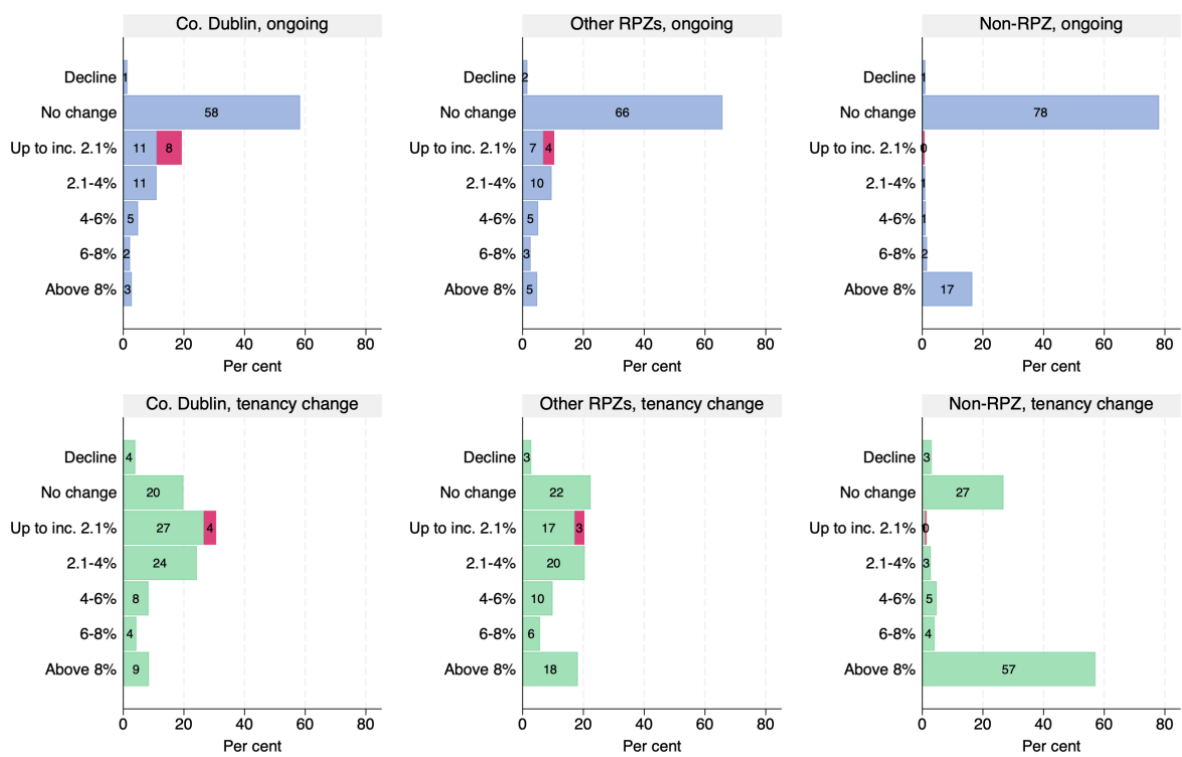 Co. Dublin, ongoing
Decline 1
No change 58
Up to inc. 2.1% 11 8
2.1-4% 11
4-6% 5
6-8% 2
Above 8% 3
0 20 40 60 80
Per cent
Other RPZs, ongoing
Decline 2
No change 66
Up to inc. 2.1% 7 4
2.1-4% 10
4-6% 5
6-8% 3
Above 8% 5
0 20 40 60 80
Per cent
Non-RPZ, ongoing
Decline 1
No change 78
Up to inc. 2.1% 0
2.1-4% 1
4-6% 1
6-8% 2
Above 8% 17
0 20 40 60 80
Per cent
Co. Dublin, tenancy change
Decline 4
No change 20
Up to inc. 2.1% 27 4
2.1-4% 24
4-6% 8
6-8% 4
Above 8% 9
0 20 40 60 80
Per cent
Other RPZs, tenancy change
Decline 3
No change 22
Up to inc. 2.1% 17 3
2.1-4% 20
4-6% 10
6-8% 6
Above 8% 18
0 20 40 60 80
Per cent
Non-RPZ, tenancy change
Decline 3
No change 27
Up to inc. 2.1% 0
2.1-4% 3
4-6% 5
6-8% 4
Above 8% 57
0 20 40 60 80
Per cent